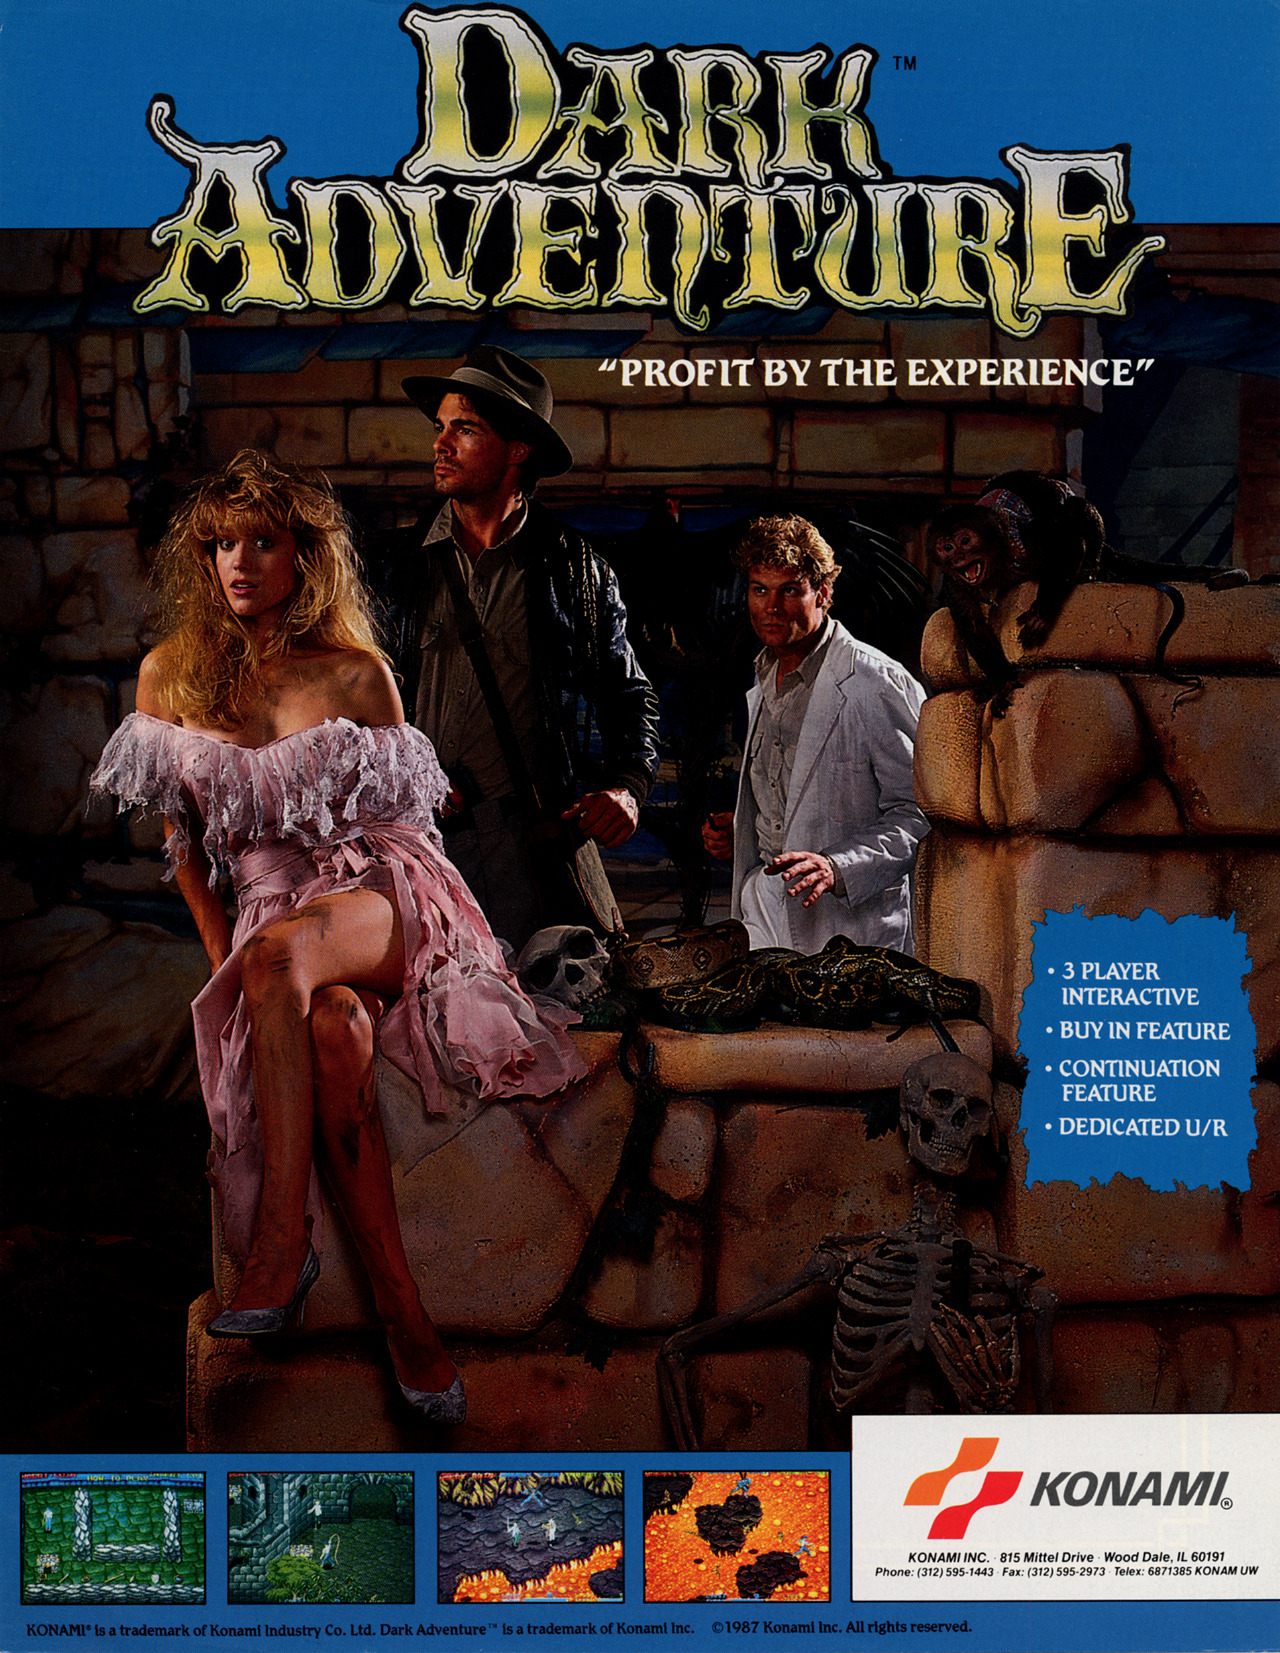 DARK ™
ADVENTURE
“PROFIT BY THE EXPERIENCE”
• 3 PLAYER
INTERACTIVE
• BUY IN FEATURE
• CONTINUATION
FEATURE
• DEDICATED U/R
HOW TO PLAY
KONAMI®
KONAMI INC. · 815 Mittel Drive · Wood Dale, IL 60191
Phone: (312) 595-1443 · Fax: (312) 595-2973 · Telex: 6871385 KONAM UW
KONAMI® is a trademark of Konami Industry Co. Ltd. Dark Adventure™ is a trademark of Konami Inc. ©1987 Konami Inc. All rights reserved.